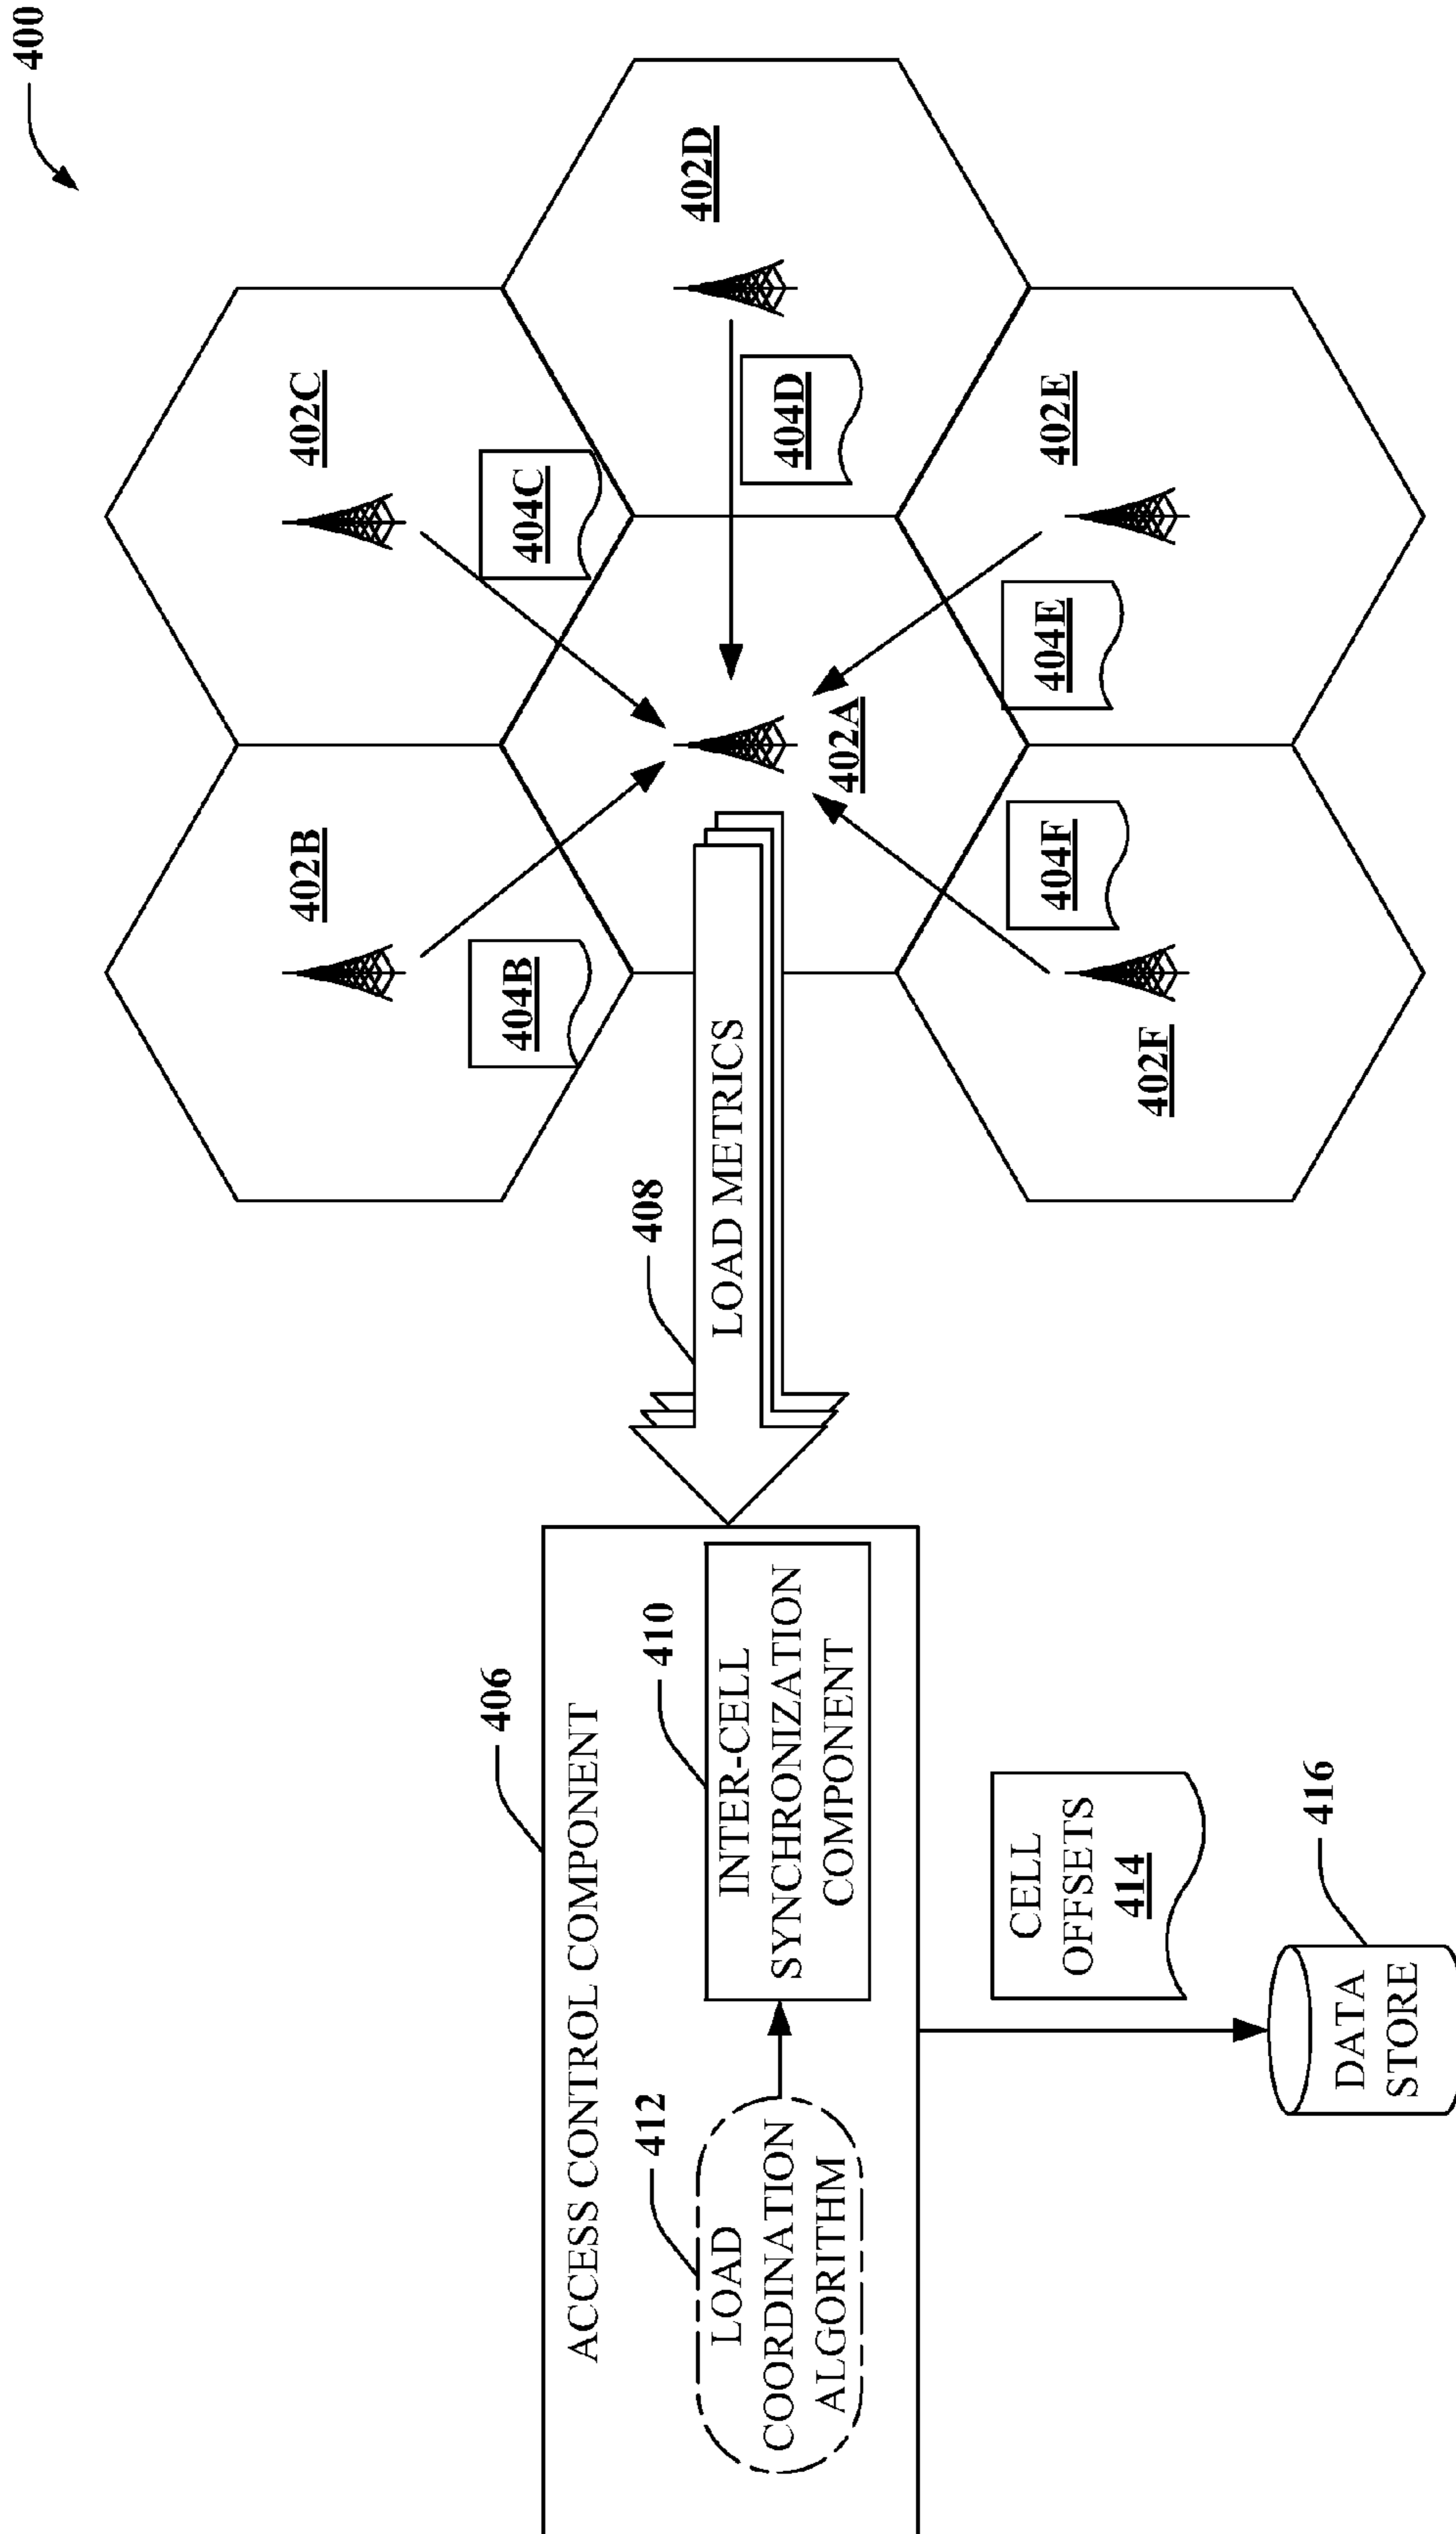 400
402B
402C
402D
402E
402F
402A
404B
404C
404D
404E
404F
408
LOAD METRICS
406
ACCESS CONTROL COMPONENT
410
INTER-CELL
SYNCHRONIZATION
COMPONENT
412
LOAD
COORDINATION
ALGORITHM
CELL
OFFSETS
414
416
DATA
STORE